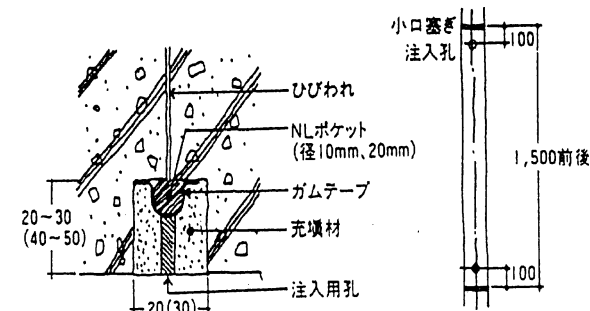 ひびわれ
NLポケット
(径10mm、20mm)
ガムテープ
充塡材
注入用孔
20~30
(40~50)
20(30)
小口塞ぎ
注入孔
100
1,500前後
100